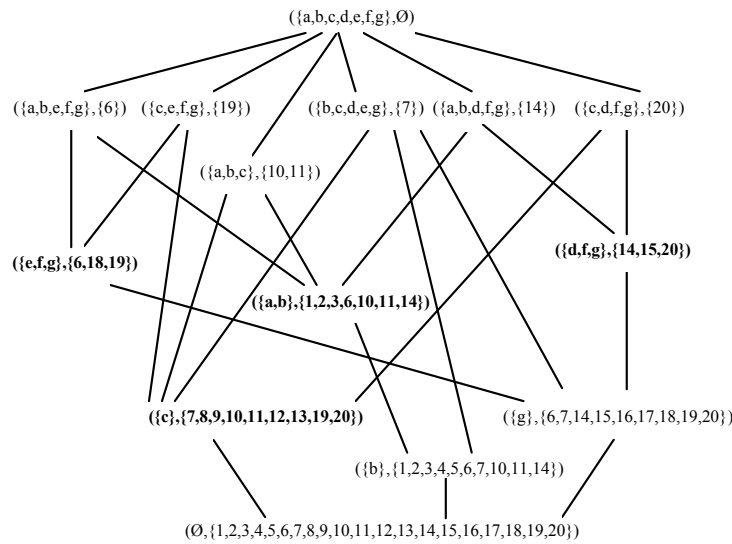 ({a,b,c,d,e,f,g},Ø)
({a,b,e,f,g},{6}) ({c,e,f,g},{19}) ({b,c,d,e,g},{7}) ({a,b,d,f,g},{14}) ({c,d,f,g},{20})
({a,b,c},{10,11})
({d,f,g},{14,15,20})
({e,f,g},{6,18,19})
({a,b},{1,2,3,6,10,11,14})
({c},{7,8,9,10,11,12,13,19,20}) ({g},{6,7,14,15,16,17,18,19,20})
({b},{1,2,3,4,5,6,7,10,11,14})
(Ø,{1,2,3,4,5,6,7,8,9,10,11,12,13,14,15,16,17,18,19,20})